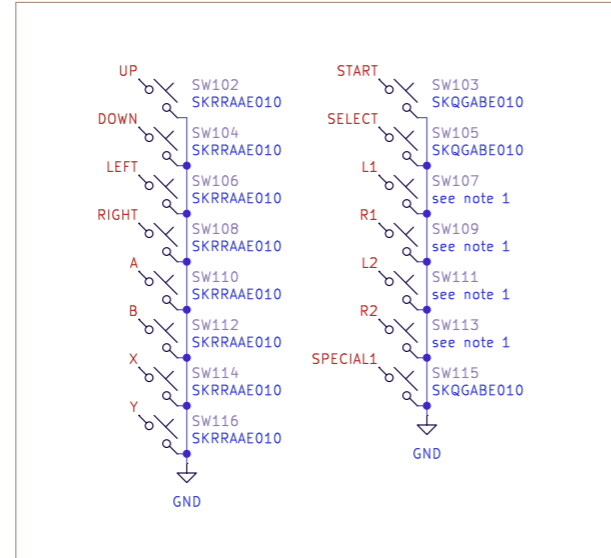 UP
SW102
SKRRAAE010
DOWN
SW104
SKRRAAE010
LEFT
SW106
SKRRAAE010
RIGHT
SW108
SKRRAAE010
A
SW110
SKRRAAE010
B
SW112
SKRRAAE010
X
SW114
SKRRAAE010
Y
SW116
SKRRAAE010
GND
START
SW103
SKQGABE010
SELECT
SW105
SKQGABE010
L1
SW107
see note 1
R1
SW109
see note 1
L2
SW111
see note 1
R2
SW113
see note 1
SPECIAL1
SW115
SKQGABE010
GND